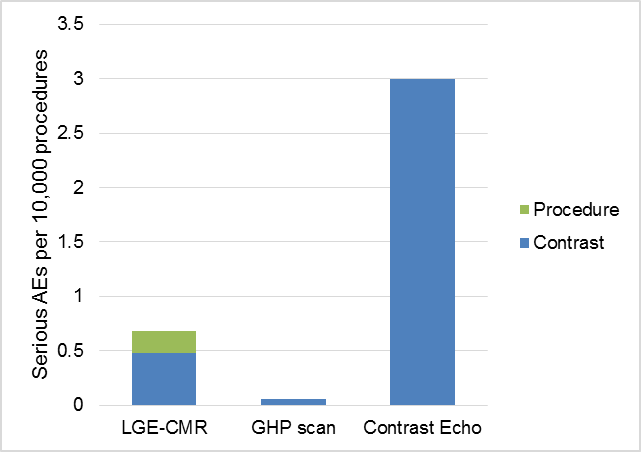 Serious AEs per 10,000 procedures
3.5
3
2.5
2
1.5
1
0.5
0
LGE-CMR
GHP scan
Contrast Echo
Procedure
Contrast